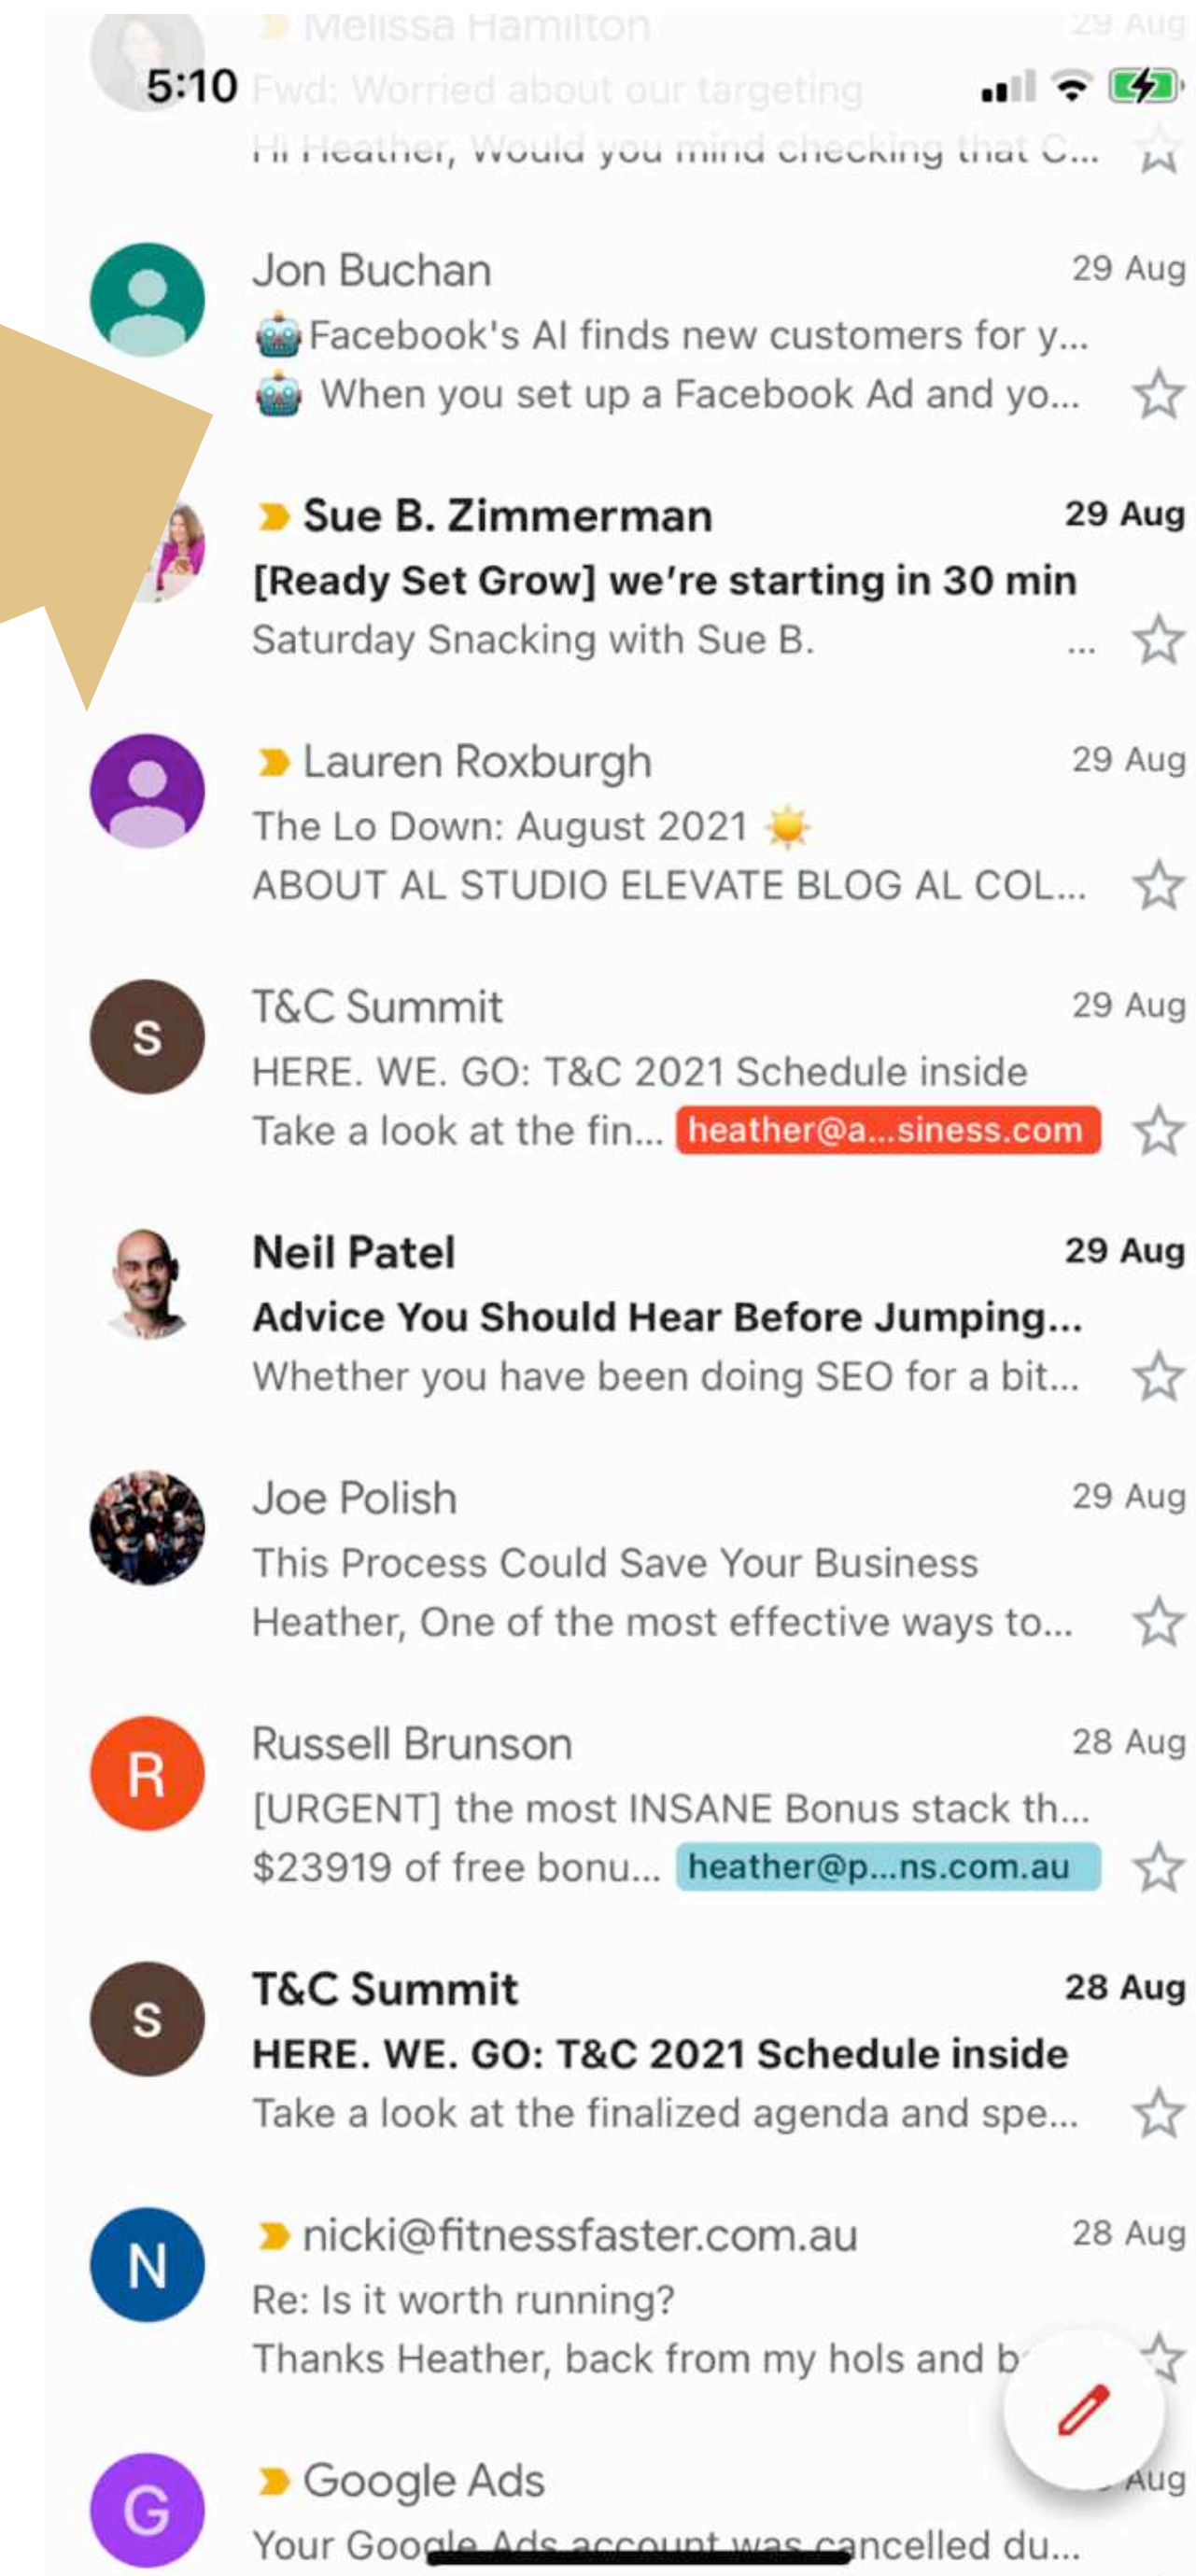 Melissa Hamilton
29 Aug
5:10
Fwd: Worried about our targeting
Hi Heather, Would you mind checking that C...
Jon Buchan
29 Aug
🤖Facebook's AI finds new customers for y...
🤖 When you set up a Facebook Ad and yo...
Sue B. Zimmerman
29 Aug
[Ready Set Grow] we're starting in 30 min
Saturday Snacking with Sue B. ...
Lauren Roxburgh
29 Aug
The Lo Down: August 2021 ☀️
ABOUT AL STUDIO ELEVATE BLOG AL COL...
S
T&C Summit
29 Aug
HERE. WE. GO: T&C 2021 Schedule inside
Take a look at the fin... heather@a...siness.com
Neil Patel
29 Aug
Advice You Should Hear Before Jumping...
Whether you have been doing SEO for a bit...
Joe Polish
29 Aug
This Process Could Save Your Business
Heather, One of the most effective ways to...
R
Russell Brunson
28 Aug
[URGENT] the most INSANE Bonus stack th...
$23919 of free bonu... heather@p...ns.com.au
S
T&C Summit
28 Aug
HERE. WE. GO: T&C 2021 Schedule inside
Take a look at the finalized agenda and spe...
N
nicki@fitnessfaster.com.au
28 Aug
Re: Is it worth running?
Thanks Heather, back from my hols and
G
Google Ads
Aug
Your Google Ads account was cancelled du...